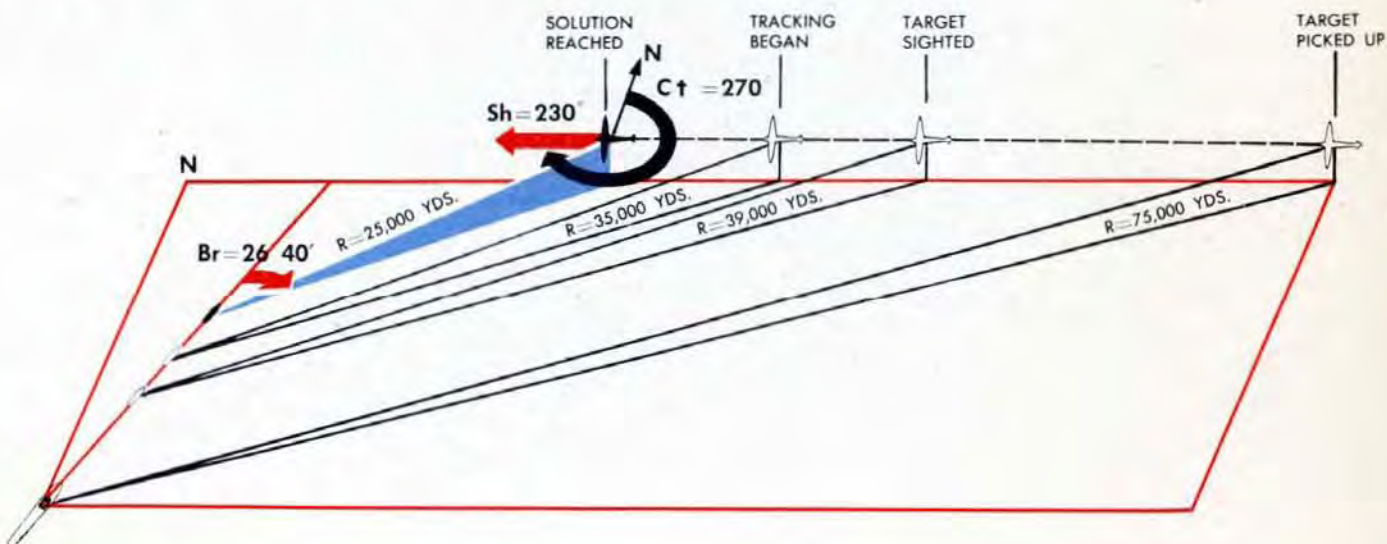 SOLUTION
REACHED
TRACKING
BEGAN
TARGET
SIGHTED
TARGET
PICKED UP
N
Ct = 270°
Sh = 230°
N
R = 25,000 YDS.
R = 35,000 YDS.
R = 39,000 YDS.
R = 75,000 YDS.
Br = 26 40′